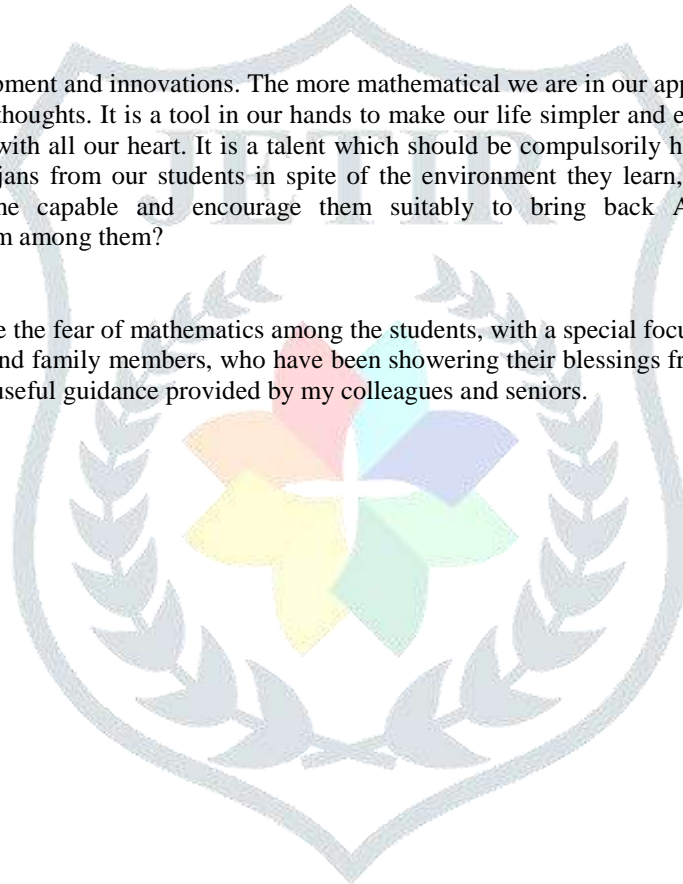 pment and innovations. The more mathematical we are in our app
thoughts. It is a tool in our hands to make our life simpler and e
with all our heart. It is a talent which should be compulsorily h
jans from our students in spite of the environment they learn,
ne capable and encourage them suitably to bring back A
m among them?
e the fear of mathematics among the students, with a special focu
nd family members, who have been showering their blessings fr
useful guidance provided by my colleagues and seniors.
JETIR